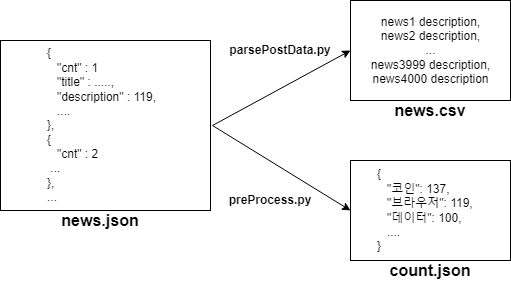 {
"cnt" : 1
"title" : .....,
"description" : 119,
....
},
{
"cnt" : 2
...
},
...
news.json
parsePostData.py
preProcess.py
news1 description,
news2 description,
...
news3999 description,
news4000 description
news.csv
{
"코인": 137,
"브라우저": 119,
"데이터": 100,
....
}
count.json